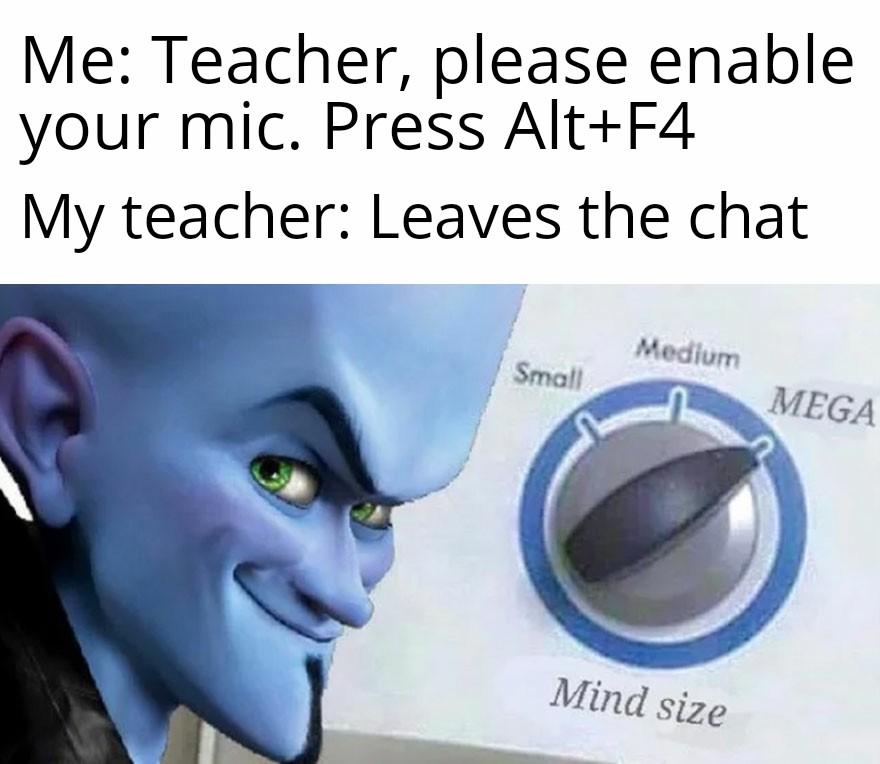 Me: Teacher, please enable
your mic. Press Alt+F4
My teacher: Leaves the chat
Small
Medium
MEGA
Mind size